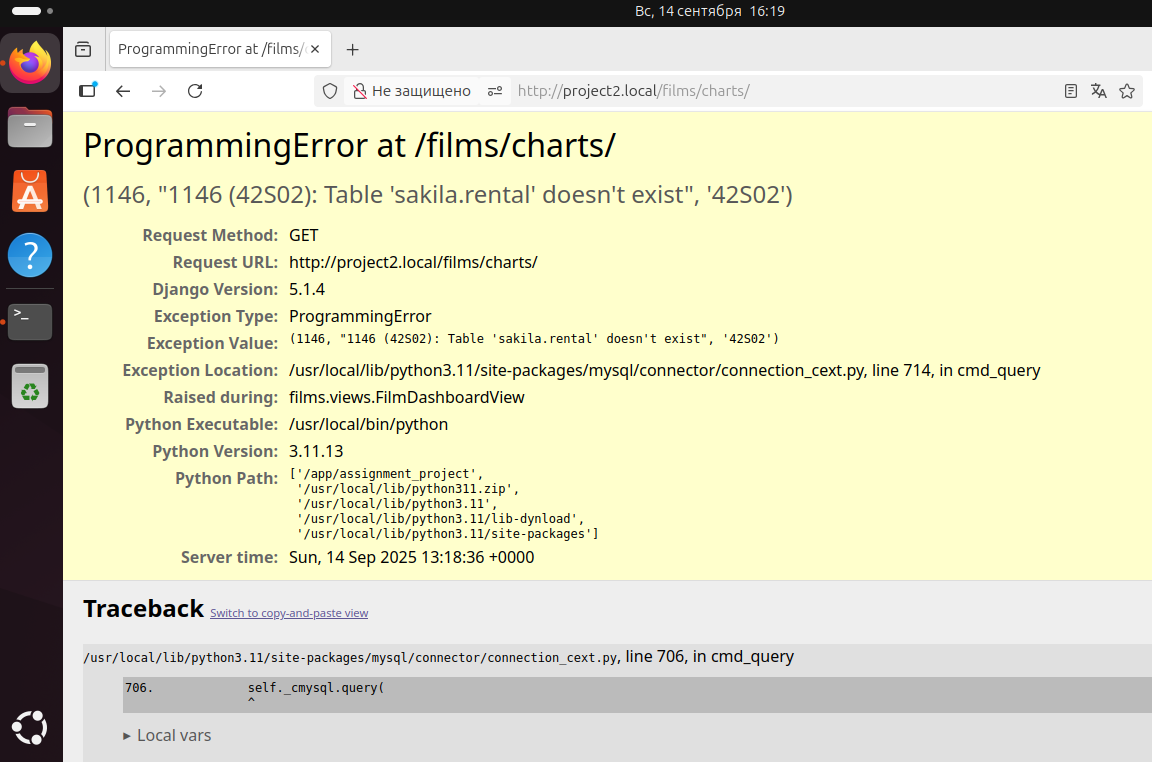 Вс, 14 сентября 16:19
ProgrammingError at /films/
Не защищено
http://project2.local/films/charts/
ProgrammingError at /films/charts/
(1146, "1146 (42S02): Table 'sakila.rental' doesn't exist", '42S02')
Request Method: GET
Request URL: http://project2.local/films/charts/
Django Version: 5.1.4
Exception Type: ProgrammingError
Exception Value: (1146, "1146 (42S02): Table 'sakila.rental' doesn't exist", '42S02')
Exception Location: /usr/local/lib/python3.11/site-packages/mysql/connector/connection_cext.py, line 714, in cmd_query
Raised during: films.views.FilmDashboardView
Python Executable: /usr/local/bin/python
Python Version: 3.11.13
Python Path: ['/app/assignment_project',
'/usr/local/lib/python311.zip',
'/usr/local/lib/python3.11',
'/usr/local/lib/python3.11/lib-dynload',
'/usr/local/lib/python3.11/site-packages']
Server time: Sun, 14 Sep 2025 13:18:36 +0000
Traceback Switch to copy-and-paste view
/usr/local/lib/python3.11/site-packages/mysql/connector/connection_cext.py, line 706, in cmd_query
706. self._cmysql.query(
^
▸ Local vars